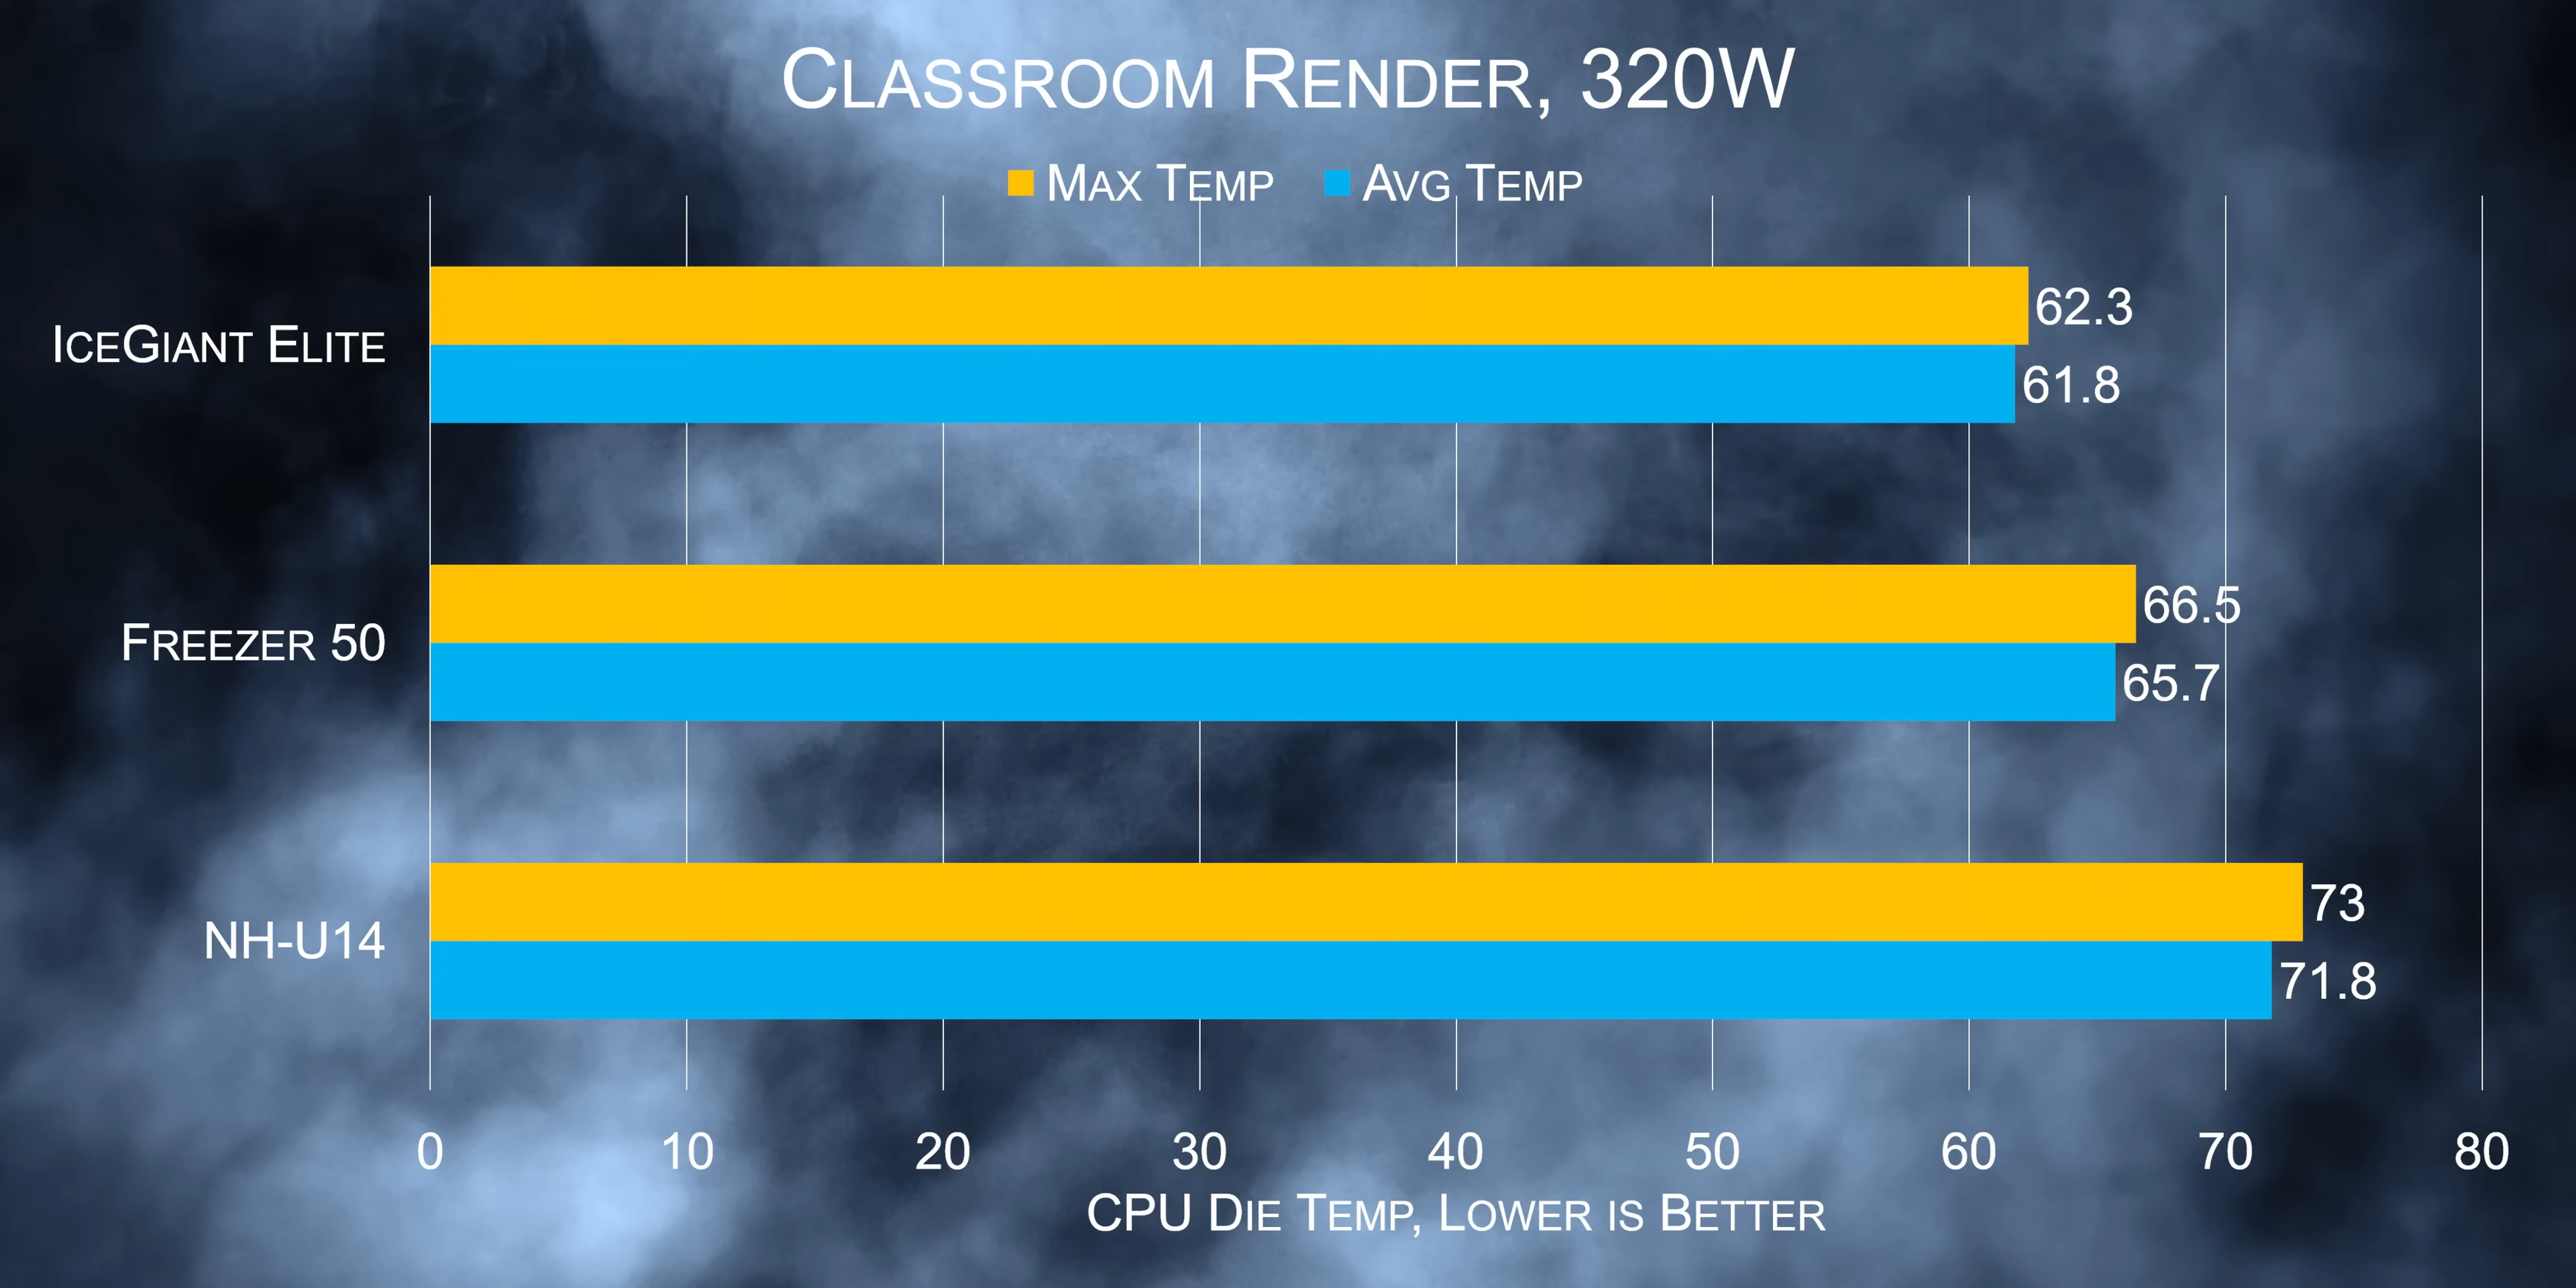 Classroom Render, 320W
Max Temp Avg Temp
IceGiant Elite
62.3
61.8
Freezer 50
66.5
65.7
NH-U14
73
71.8
0 10 20 30 40 50 60 70 80
CPU Die Temp, Lower is Better